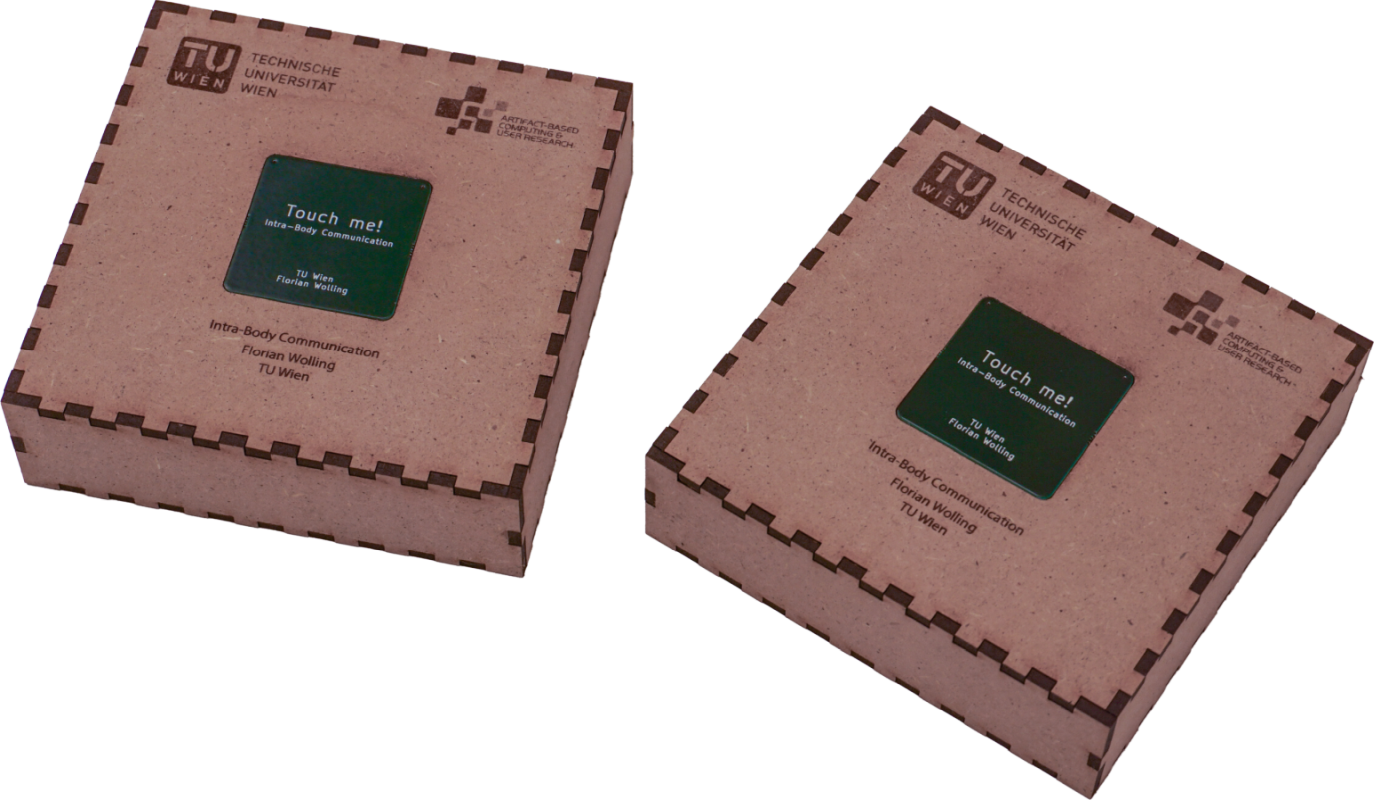 TU
WIEN
TECHNISCHE
UNIVERSITÄT
WIEN
ARTIFACT-BASED
COMPUTING &
USER RESEARCH
Touch me!
Intra-Body Communication
TU Wien
Florian Wolling
Intra-Body Communication
Florian Wolling
TU Wien
TU
WIEN
TECHNISCHE
UNIVERSITÄT
WIEN
ARTIFACT-BASED
COMPUTING &
USER RESEARCH
Touch me!
Intra-Body Communication
TU Wien
Florian Wolling
Intra-Body Communication
Florian Wolling
TU Wien